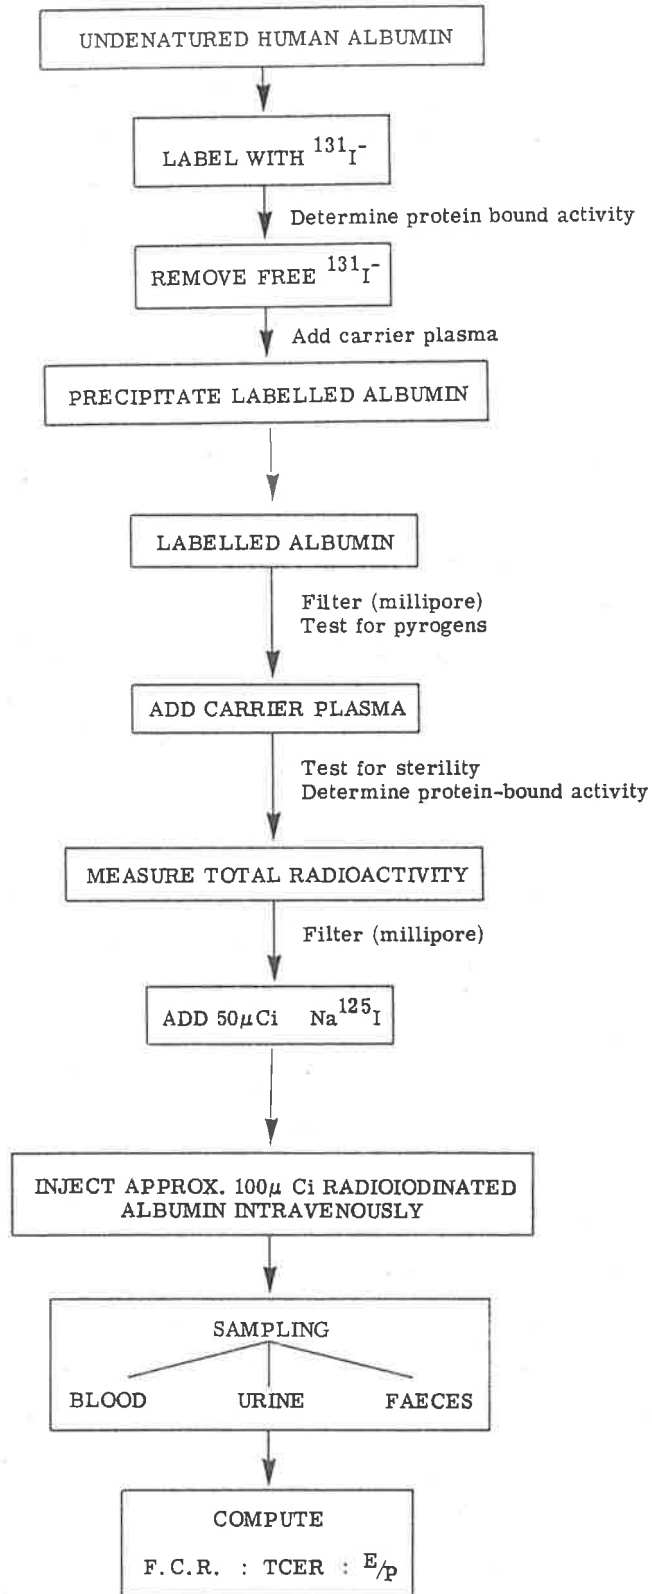 UNDENATURED HUMAN ALBUMIN
LABEL WITH ¹³¹I⁻
Determine protein bound activity
REMOVE FREE ¹³¹I⁻
Add carrier plasma
PRECIPITATE LABELLED ALBUMIN
LABELLED ALBUMIN
Filter (millipore)
Test for pyrogens
ADD CARRIER PLASMA
Test for sterility
Determine protein-bound activity
MEASURE TOTAL RADIOACTIVITY
Filter (millipore)
ADD 50μCi Na¹²⁵I
INJECT APPROX. 100μ Ci RADIOIODINATED
ALBUMIN INTRAVENOUSLY
SAMPLING
BLOOD URINE FAECES
COMPUTE
F.C.R. : TCER : E/P